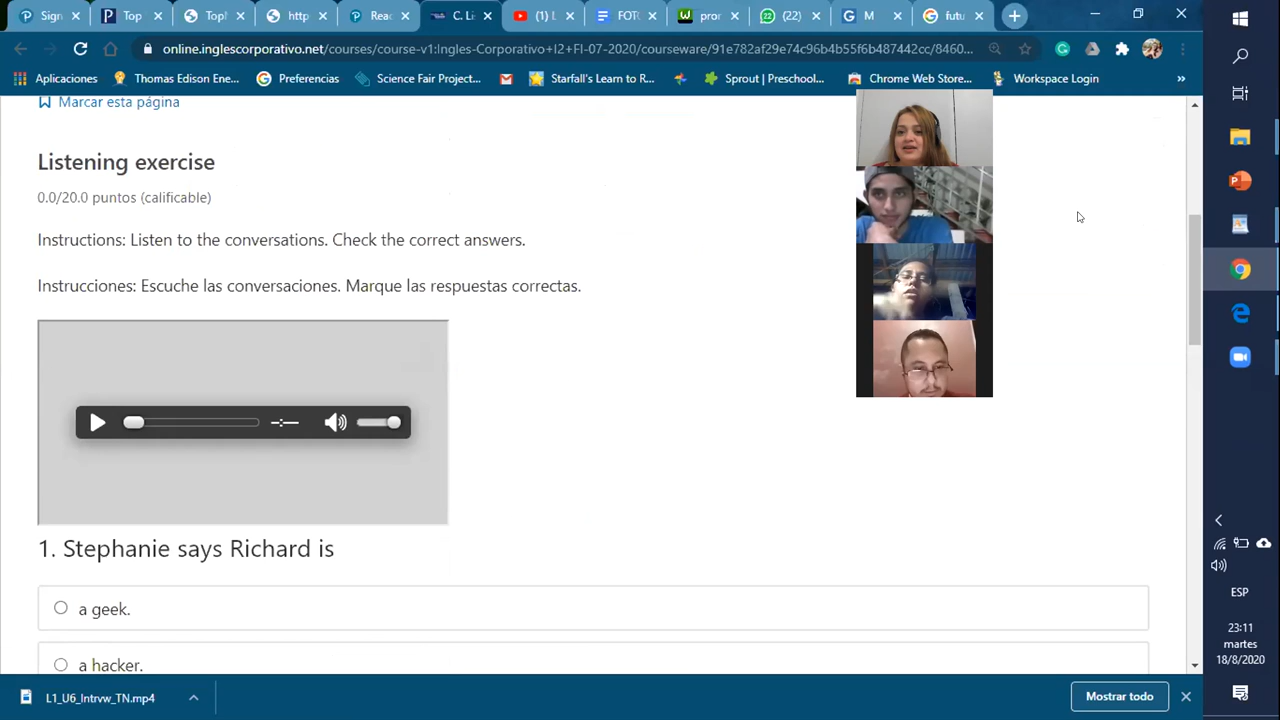 Sign
Top
TopN
http
Reac
C. Li
(1) L
FOTO
pron
(22)
M
futu
online.inglescorporativo.net/courses/course-v1:Ingles-Corporativo+I2+FI-07-2020/courseware/91e782af29e74c96b4b55f6b487442cc/8460...
Aplicaciones
Thomas Edison Ene...
Preferencias
Science Fair Project...
Starfall's Learn to R...
Sprout | Preschool...
Chrome Web Store...
Workspace Login
»
Marcar esta página
Listening exercise
0.0/20.0 puntos (calificable)
Instructions: Listen to the conversations. Check the correct answers.
Instrucciones: Escuche las conversaciones. Marque las respuestas correctas.
-:--
1. Stephanie says Richard is
a geek.
a hacker.
L1_U6_Intrvw_TN.mp4
Mostrar todo
ESP
23:11
martes
18/8/2020